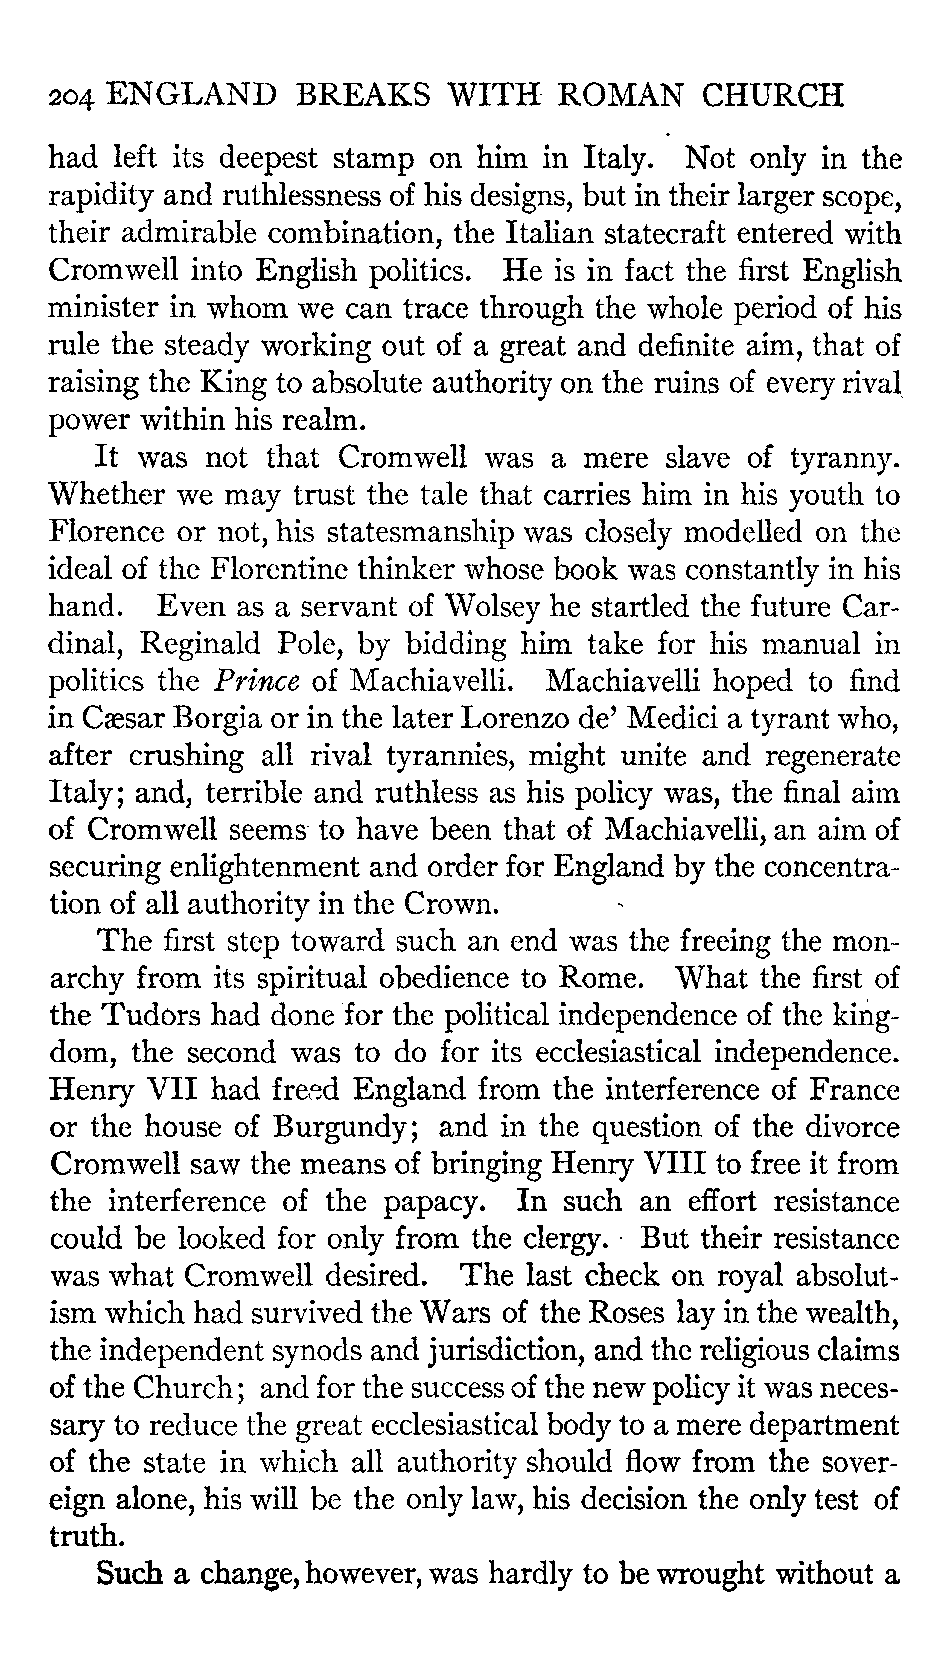 204 ENGLAND BREAKS WITH ROMAN CHURCH
had left its deepest stamp on him in Italy. Not only in the
rapidity and ruthlessness of his designs, but in their larger scope,
their admirable combination, the Italian statecraft entered with
Cromwell into English politics. He is in fact the first English
minister in whom we can trace through the whole period of his
rule the steady working out of a great and definite aim, that of
raising the King to absolute authority on the ruins of every rival
power within his realm.
It was not that Cromwell was a mere slave of tyranny.
Whether we may trust the tale that carries him in his youth to
Florence or not, his statesmanship was closely modelled on the
ideal of the Florentine thinker whose book was constantly in his
hand. Even as a servant of Wolsey he startled the future Car-
dinal, Reginald Pole, by bidding him take for his manual in
politics the Prince of Machiavelli. Machiavelli hoped to find
in Cæsar Borgia or in the later Lorenzo de' Medici a tyrant who,
after crushing all rival tyrannies, might unite and regenerate
Italy; and, terrible and ruthless as his policy was, the final aim
of Cromwell seems to have been that of Machiavelli, an aim of
securing enlightenment and order for England by the concentra-
tion of all authority in the Crown.
The first step toward such an end was the freeing the mon-
archy from its spiritual obedience to Rome. What the first of
the Tudors had done for the political independence of the king-
dom, the second was to do for its ecclesiastical independence.
Henry VII had freed England from the interference of France
or the house of Burgundy; and in the question of the divorce
Cromwell saw the means of bringing Henry VIII to free it from
the interference of the papacy. In such an effort resistance
could be looked for only from the clergy. But their resistance
was what Cromwell desired. The last check on royal absolut-
ism which had survived the Wars of the Roses lay in the wealth,
the independent synods and jurisdiction, and the religious claims
of the Church; and for the success of the new policy it was neces-
sary to reduce the great ecclesiastical body to a mere department
of the state in which all authority should flow from the sover-
eign alone, his will be the only law, his decision the only test of
truth.
Such a change, however, was hardly to be wrought without a